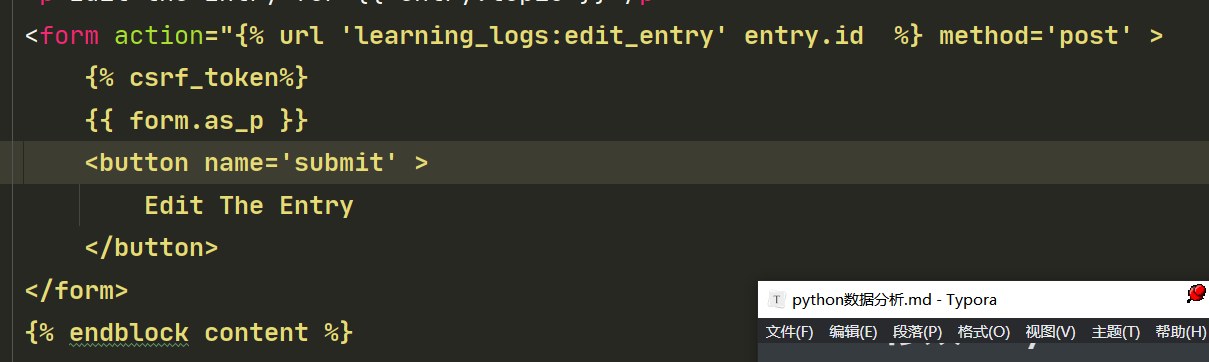 <form action="{% url 'learning_logs:edit_entry' entry.id  %} method='post' >
{% csrf_token%}
{{ form.as_p }}
<button name='submit' >
Edit The Entry
</button>
</form>
{% endblock content %}
T python数据分析.md - Typora
文件(F) 编辑(E) 段落(P) 格式(O) 视图(V) 主题(T) 帮助(H)